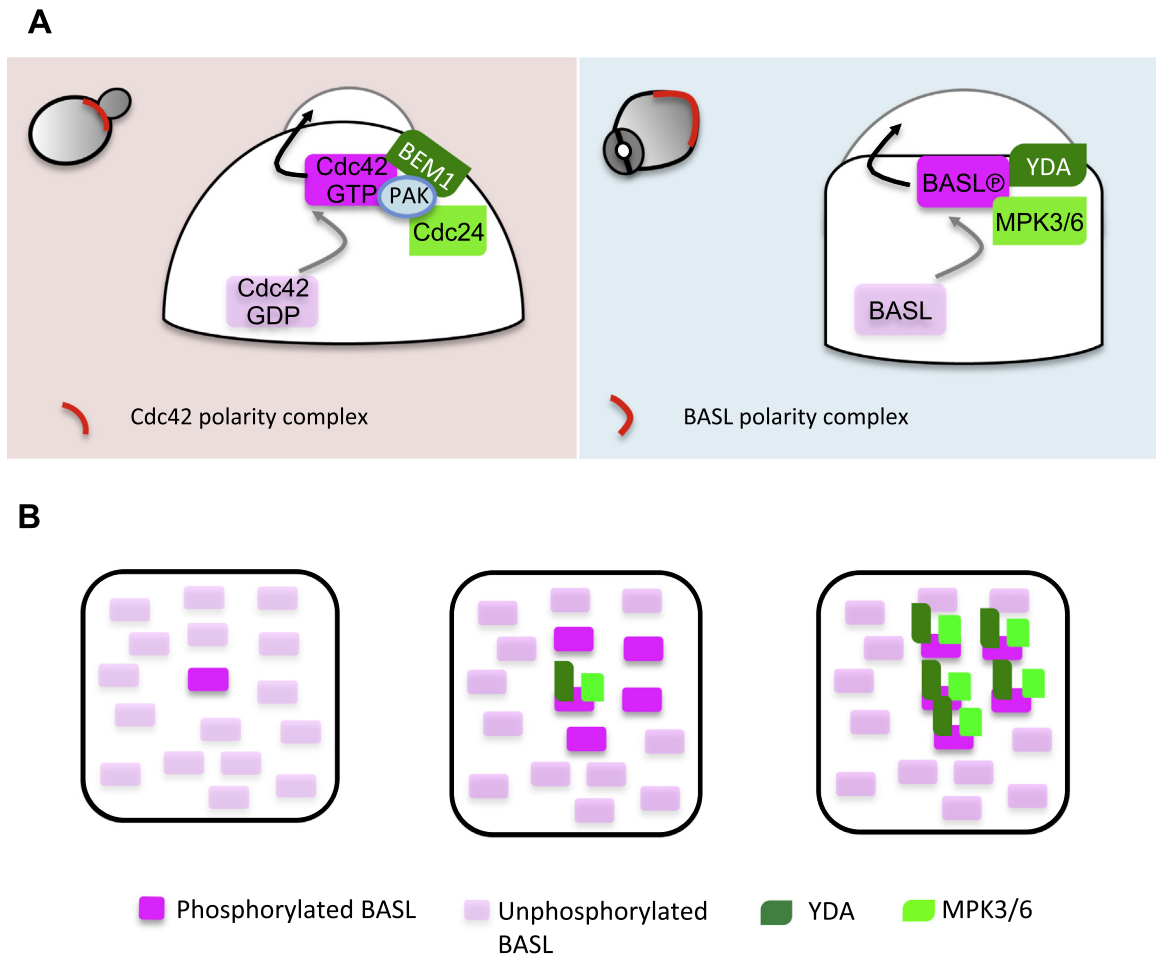 A
Cdc42
GTP
BEM1
PAK
Cdc24
Cdc42
GDP
Cdc42 polarity complex
BASL℗
YDA
MPK3/6
BASL
BASL polarity complex
B
Phosphorylated BASL
Unphosphorylated
BASL
YDA
MPK3/6